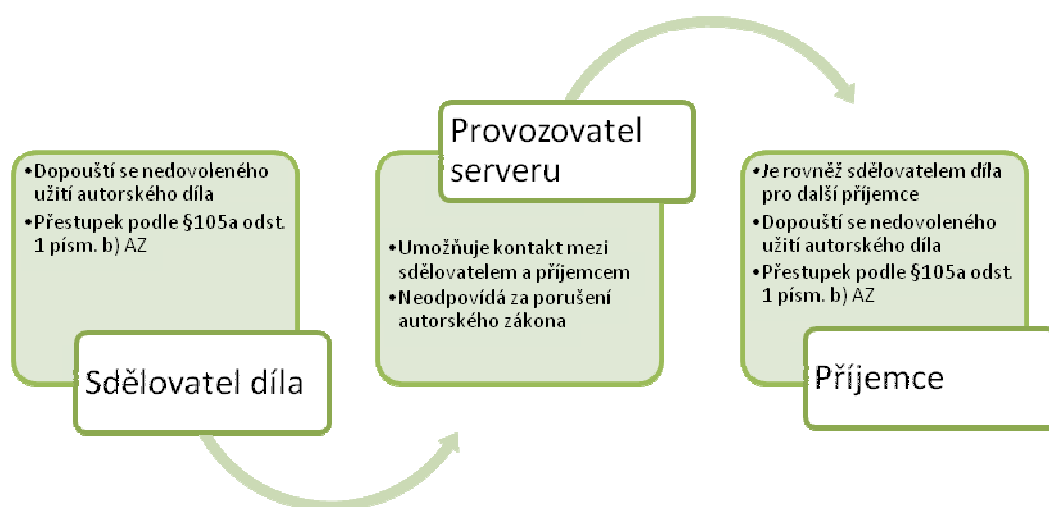 •Dopouští se nedovoleného
užití autorského díla
•Přestupek podle §105a odst.
1 písm. b) AZ
Sdělovatel díla
Provozovatel
serveru
•Umožňuje kontakt mezi
sdělovatelem a příjemcem
•Neodpovídá za porušení
autorského zákona
•Je rovněž sdělovatelem díla
pro další příjemce
•Dopouští se nedovoleného
užití autorského díla
•Přestupek podle §105a odst.
1 písm. b) AZ
Příjemce